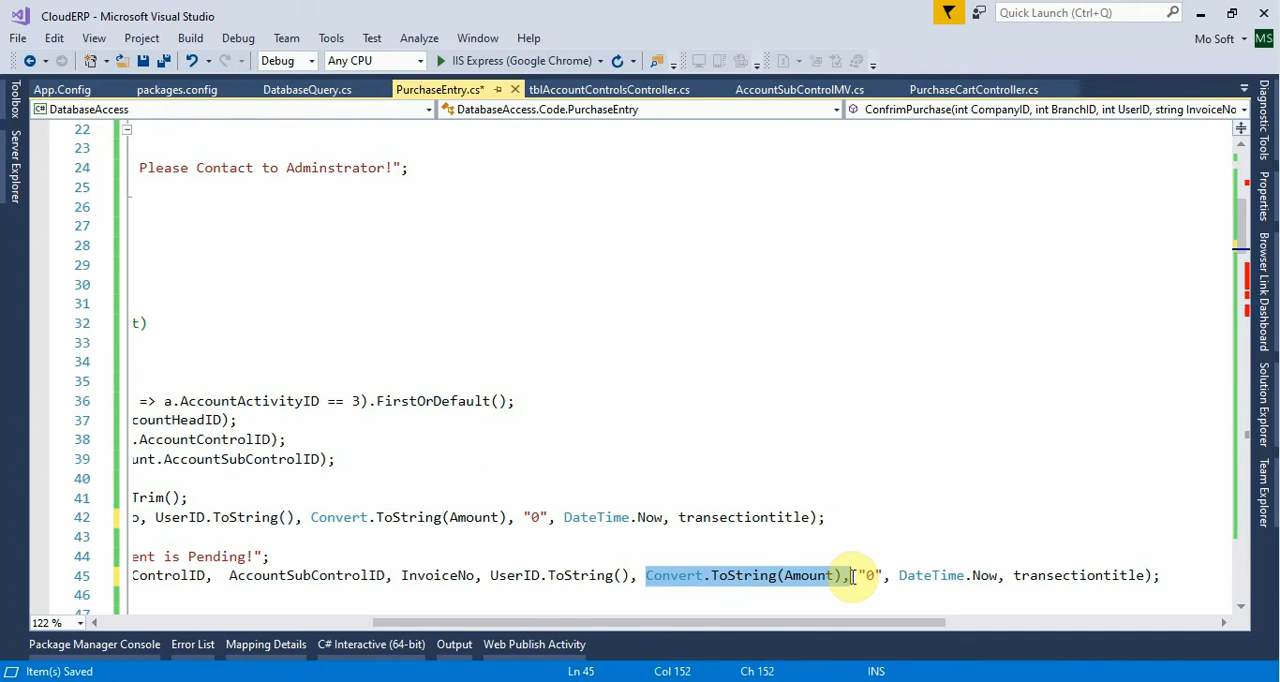 CloudERP - Microsoft Visual Studio
Quick Launch (Ctrl+Q)
File Edit View Project Build Debug Team Tools Test Analyze Window Help
Mo Soft MS
Debug Any CPU IIS Express (Google Chrome)
App.Config packages.config DatabaseQuery.cs PurchaseEntry.cs* tblAccountControlsController.cs AccountSubControlMV.cs PurchaseCartController.cs
DatabaseAccess DatabaseAccess.Code.PurchaseEntry ConfrimPurchase(int CompanyID, int BranchID, int UserID, string InvoiceNo
Toolbox
Server Explorer
Diagnostic Tools
Properties
Browser Link Dashboard
Solution Explorer
Team Explorer
22
23
24 Please Contact to Adminstrator!";
25
26
27
28
29
30
31
32 t)
33
34
35
36 => a.AccountActivityID == 3).FirstOrDefault();
37 countHeadID);
38 .AccountControlID);
39 unt.AccountSubControlID);
40
41 Trim();
42 o, UserID.ToString(), Convert.ToString(Amount), "0", DateTime.Now, transectiontitle);
43
44 ent is Pending!";
45 ControlID, AccountSubControlID, InvoiceNo, UserID.ToString(), Convert.ToString(Amount), "0", DateTime.Now, transectiontitle);
46
47
122 %
Package Manager Console Error List Mapping Details C# Interactive (64-bit) Output Web Publish Activity
Item(s) Saved Ln 45 Col 152 Ch 152 INS